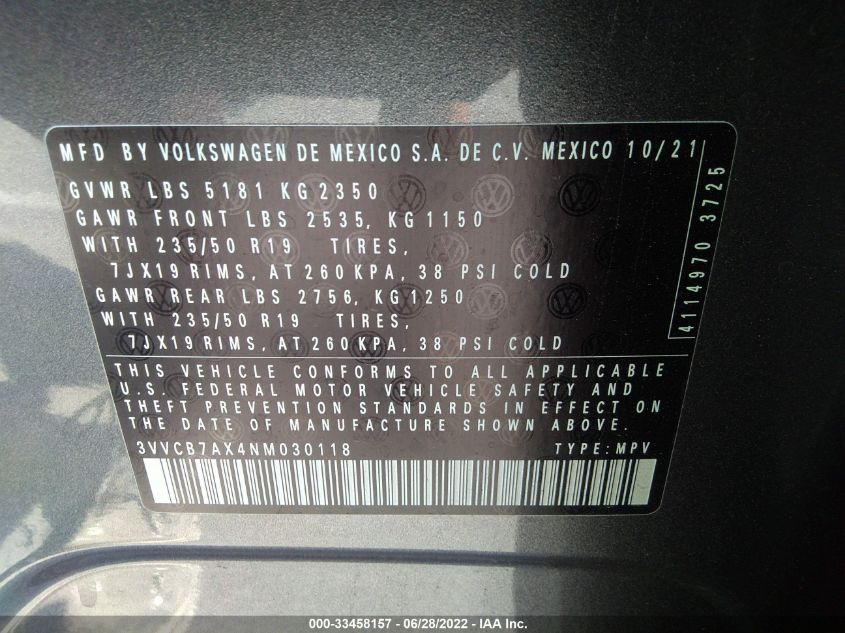 MFD BY VOLKSWAGEN DE MEXICO S.A. DE C.V. MEXICO 10/21
GVWR LBS 5181 KG 2350
GAWR FRONT LBS 2535, KG 1150
WITH 235/50 R19 TIRES,
7JX19 RIMS, AT 260 KPA, 38 PSI COLD
GAWR REAR LBS 2756, KG 1250
WITH 235/50 R19 TIRES,
7JX19 RIMS, AT 260 KPA, 38 PSI COLD
4114970 3725
THIS VEHICLE CONFORMS TO ALL APPLICABLE
U.S. FEDERAL MOTOR VEHICLE SAFETY AND
THEFT PREVENTION STANDARDS IN EFFECT ON
THE DATE OF MANUFACTURE SHOWN ABOVE.
3VVCB7AX4NM030118 TYPE: MPV
000-33458157 - 06/28/2022 - IAA Inc.